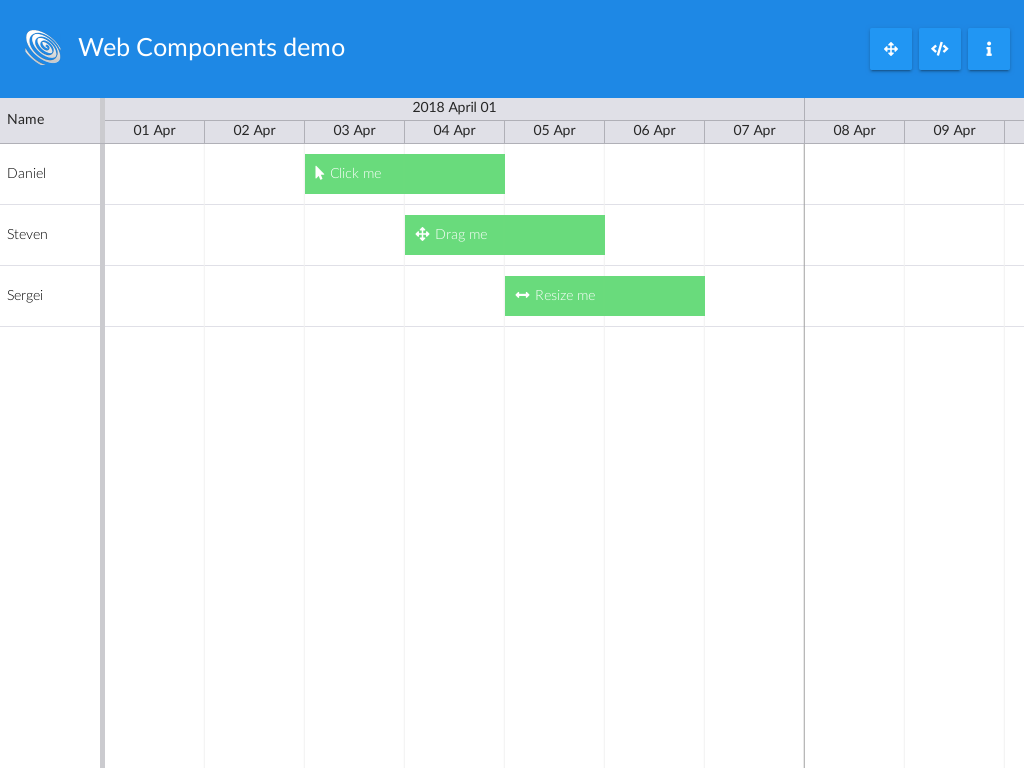 Web Components demo
Name
2018 April 01
01 Apr 02 Apr 03 Apr 04 Apr 05 Apr 06 Apr 07 Apr 08 Apr 09 Apr
Daniel
Click me
Steven
Drag me
Sergei
Resize me